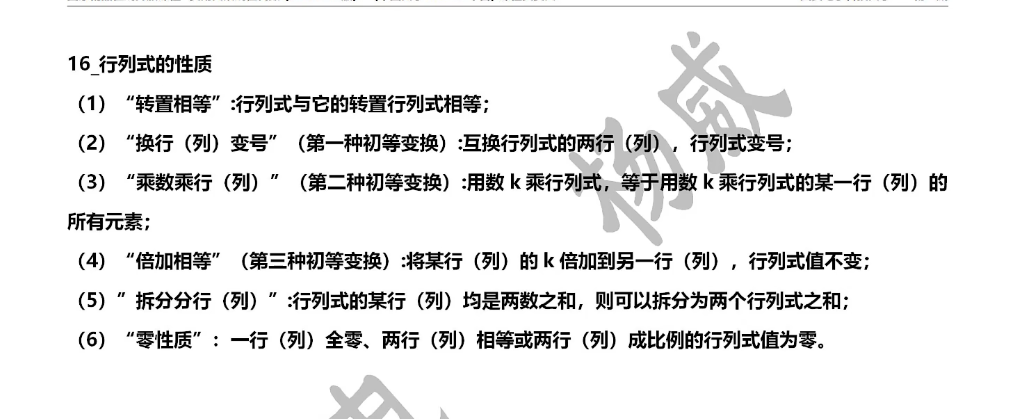 16_行列式的性质
（1）“转置相等”:行列式与它的转置行列式相等；
（2）“换行（列）变号”（第一种初等变换）:互换行列式的两行（列），行列式变号；
（3）“乘数乘行（列）”（第二种初等变换）:用数 k 乘行列式，等于用数 k 乘行列式的某一行（列）的
所有元素；
（4）“倍加相等”（第三种初等变换）:将某行（列）的 k 倍加到另一行（列），行列式值不变；
（5）”拆分分行（列）”:行列式的某行（列）均是两数之和，则可以拆分为两个行列式之和；
（6）“零性质”：一行（列）全零、两行（列）相等或两行（列）成比例的行列式值为零。
杨威